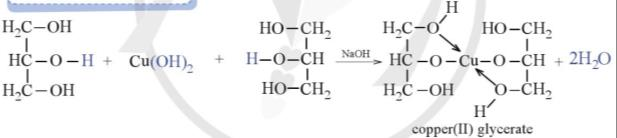 H
H₂C–OH HO–CH₂ H₂C–O HO–CH₂
HC–O–H + Cu(OH)₂ + H–O–CH NaOH HC–O–Cu–O–CH + 2H₂O
H₂C–OH HO–CH₂ H₂C–OH O–CH₂
H
copper(II) glycerate